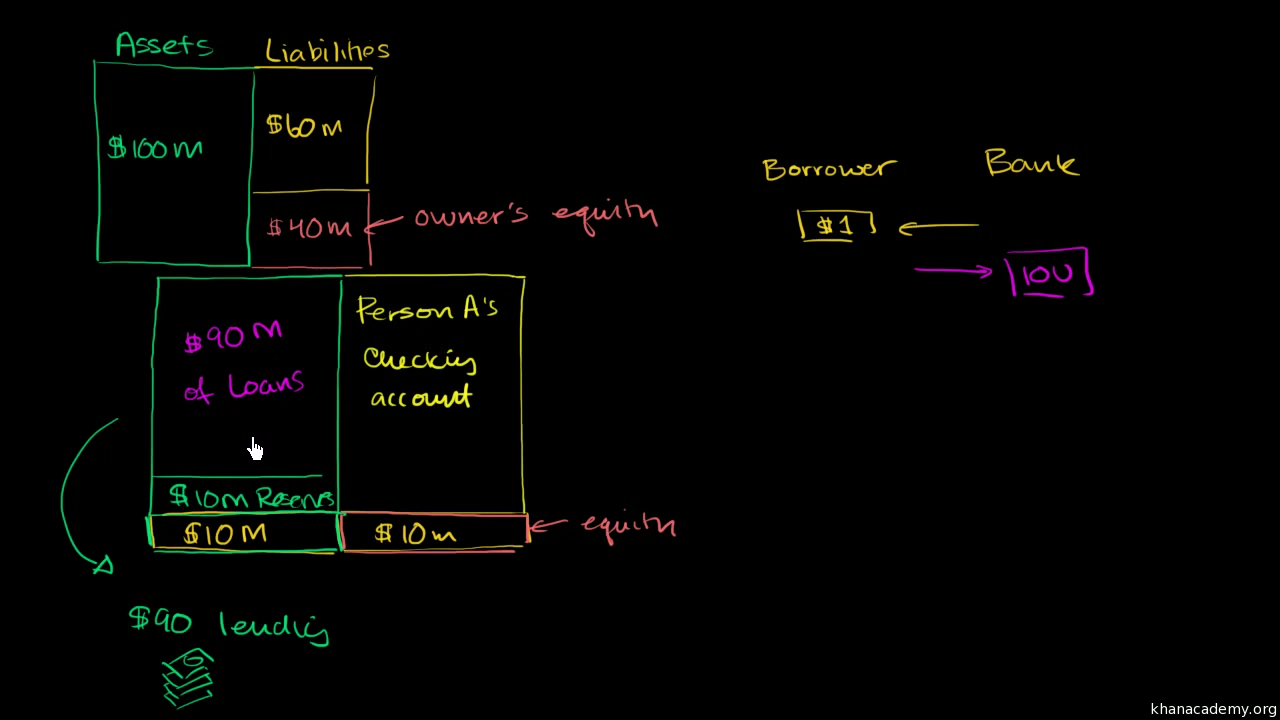 Assets Liabilities
$100M
$60M
$40M ← owner's equity
Borrower Bank
$1
IOU
$90M
of Loans
Person A's
Checking
account
$10M Reserves
$10M
$10m ← equity
$90 lending
khanacademy.org